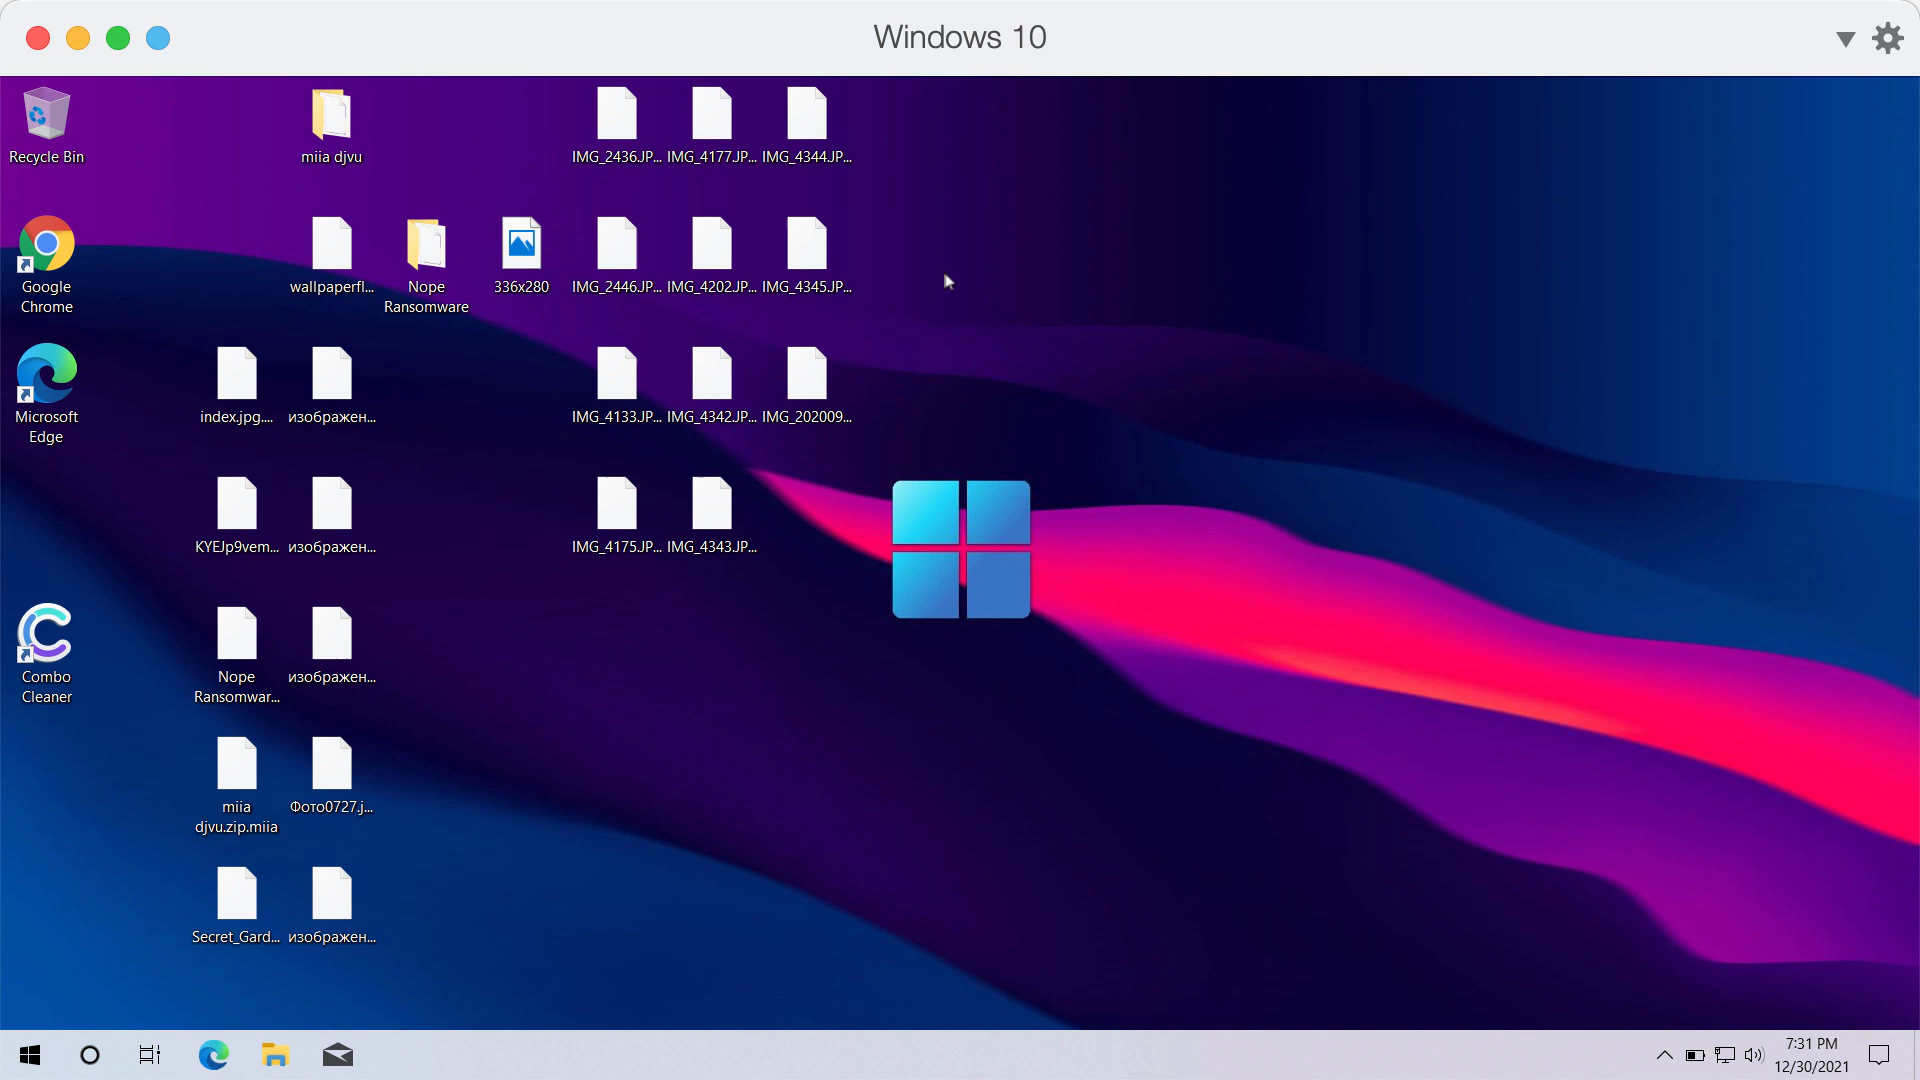 Windows 10
Recycle Bin
miia djvu
IMG_2436.JP...
IMG_4177.JP...
IMG_4344.JP...
Google
Chrome
wallpaperfl...
Nope
Ransomware
336x280
IMG_2446.JP...
IMG_4202.JP...
IMG_4345.JP...
Microsoft
Edge
index.jpg....
изображен...
IMG_4133.JP...
IMG_4342.JP...
IMG_202009...
KYEJp9vem...
изображен...
IMG_4175.JP...
IMG_4343.JP...
Combo
Cleaner
Nope
Ransomwar...
изображен...
miia
djvu.zip.miia
Фото0727.j...
Secret_Gard...
изображен...
7:31 PM
12/30/2021